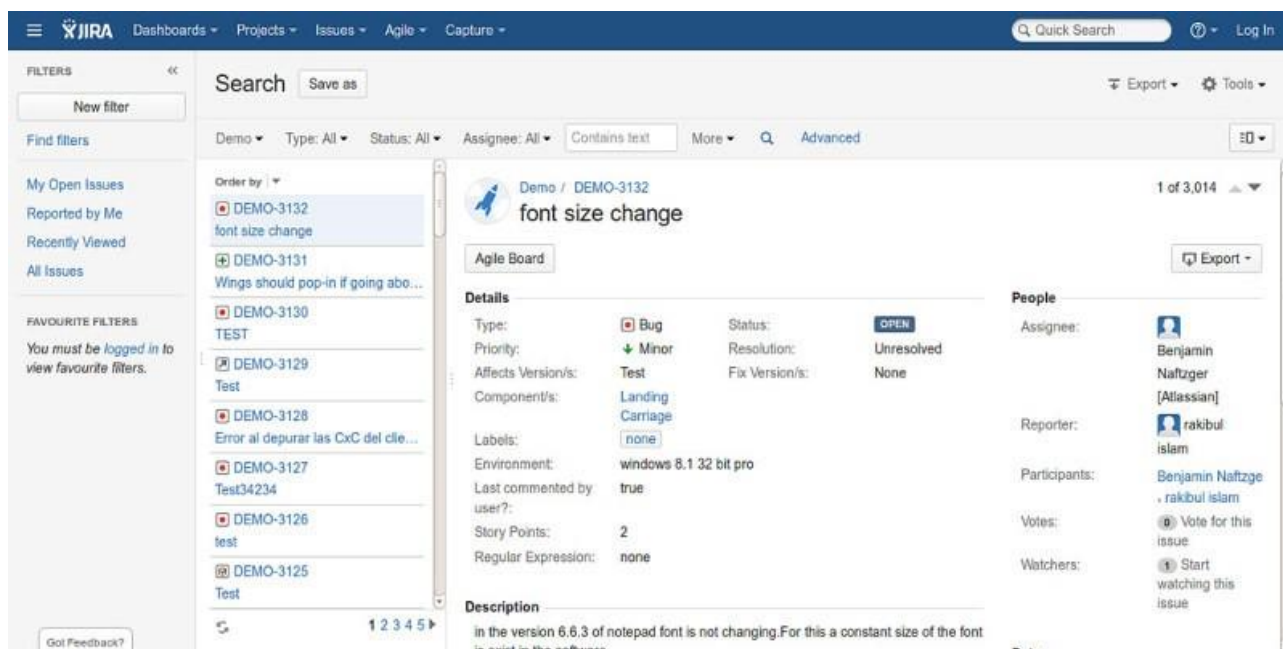 JIRA Dashboards Projects Issues Agile Capture Quick Search Log In
FILTERS
New filter
Find filters
My Open Issues
Reported by Me
Recently Viewed
All Issues
FAVOURITE FILTERS
You must be logged in to
view favourite filters.
Got Feedback?
Search Save as Export Tools
Demo Type: All Status: All Assignee: All Contains text More Advanced
Order by
DEMO-3132
font size change
DEMO-3131
Wings should pop-in if going abo...
DEMO-3130
TEST
DEMO-3129
Test
DEMO-3128
Error al depurar las CxC del clie...
DEMO-3127
Test34234
DEMO-3126
test
DEMO-3125
Test
1 2 3 4 5
Demo / DEMO-3132
font size change
1 of 3,014
Agile Board
Export
Details
Type: Bug Status: OPEN
Priority: Minor Resolution: Unresolved
Affects Version/s: Test Fix Version/s: None
Component/s: Landing
Carriage
Labels: none
Environment: windows 8.1 32 bit pro
Last commented by true
user?:
Story Points: 2
Regular Expression: none
Description
in the version 6.6.3 of notepad font is not changing.For this a constant size of the font
People
Assignee:
Benjamin
Naftzger
[Atlassian]
Reporter: rakibul
islam
Participants: Benjamin Naftzge
, rakibul islam
Votes: 0 Vote for this
issue
Watchers: 1 Start
watching this
issue